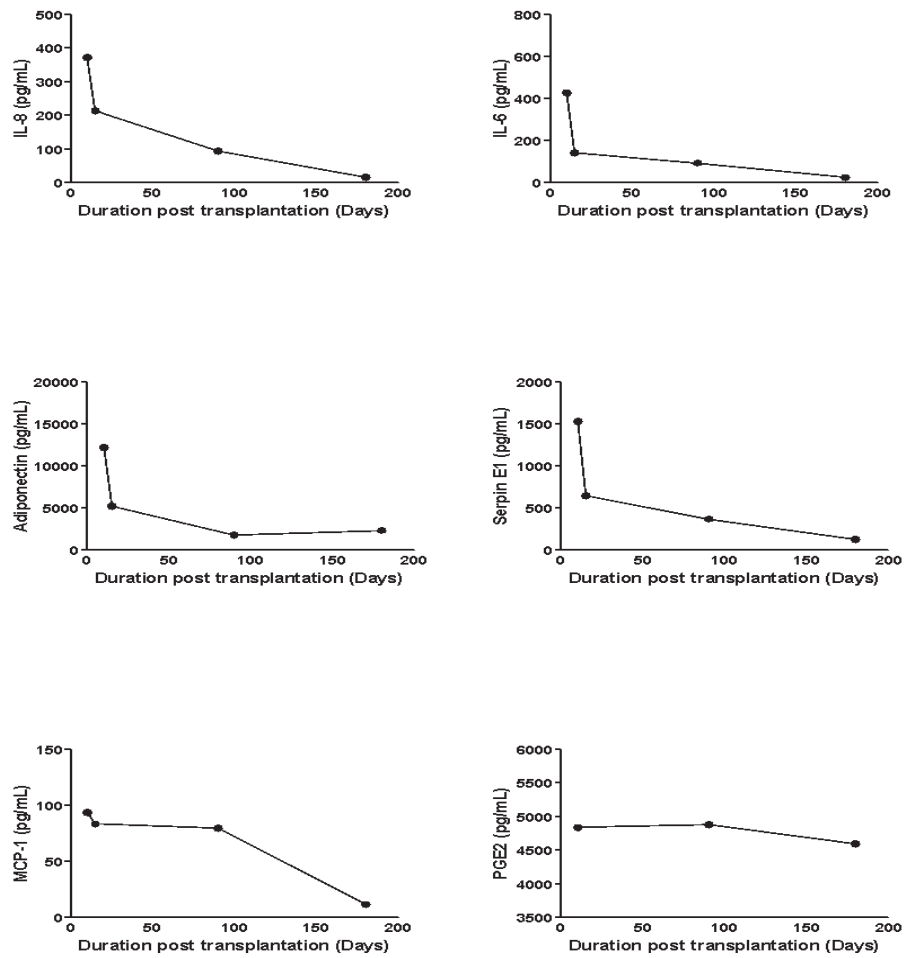 IL-8 (pg/mL)
500
400
300
200
100
0
0 50 100 150 200
Duration post transplantation (Days)
IL-6 (pg/mL)
800
600
400
200
0
0 50 100 150 200
Duration post transplantation (Days)
Adiponectin (pg/mL)
20000
15000
10000
5000
0
0 50 100 150 200
Duration post transplantation (Days)
Serpin E1 (pg/mL)
2000
1500
1000
500
0
0 50 100 150 200
Duration post transplantation (Days)
MCP-1 (pg/mL)
150
100
50
0
0 50 100 150 200
Duration post transplantation (Days)
PGE2 (pg/mL)
6000
5500
5000
4500
4000
3500
0 50 100 150 200
Duration post transplantation (Days)